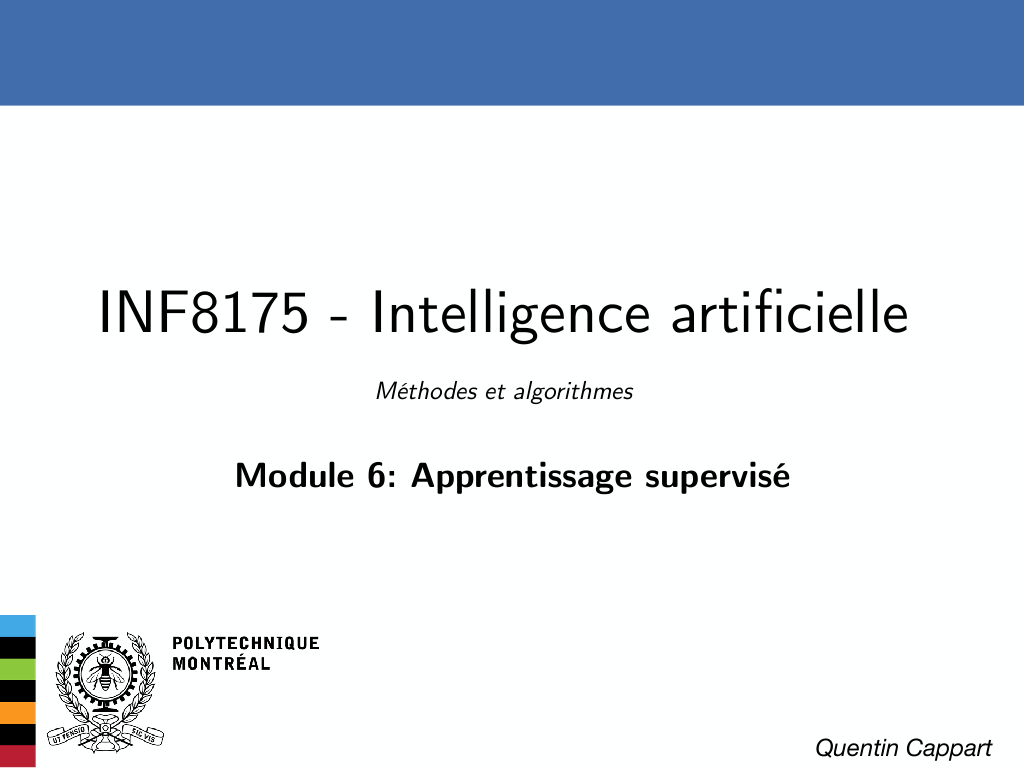 INF8175 - Intelligence artificielle
Méthodes et algorithmes
Module 6: Apprentissage supervisé
POLYTECHNIQUE
MONTRÉAL
UT TENSIO SIC VIS
Quentin Cappart